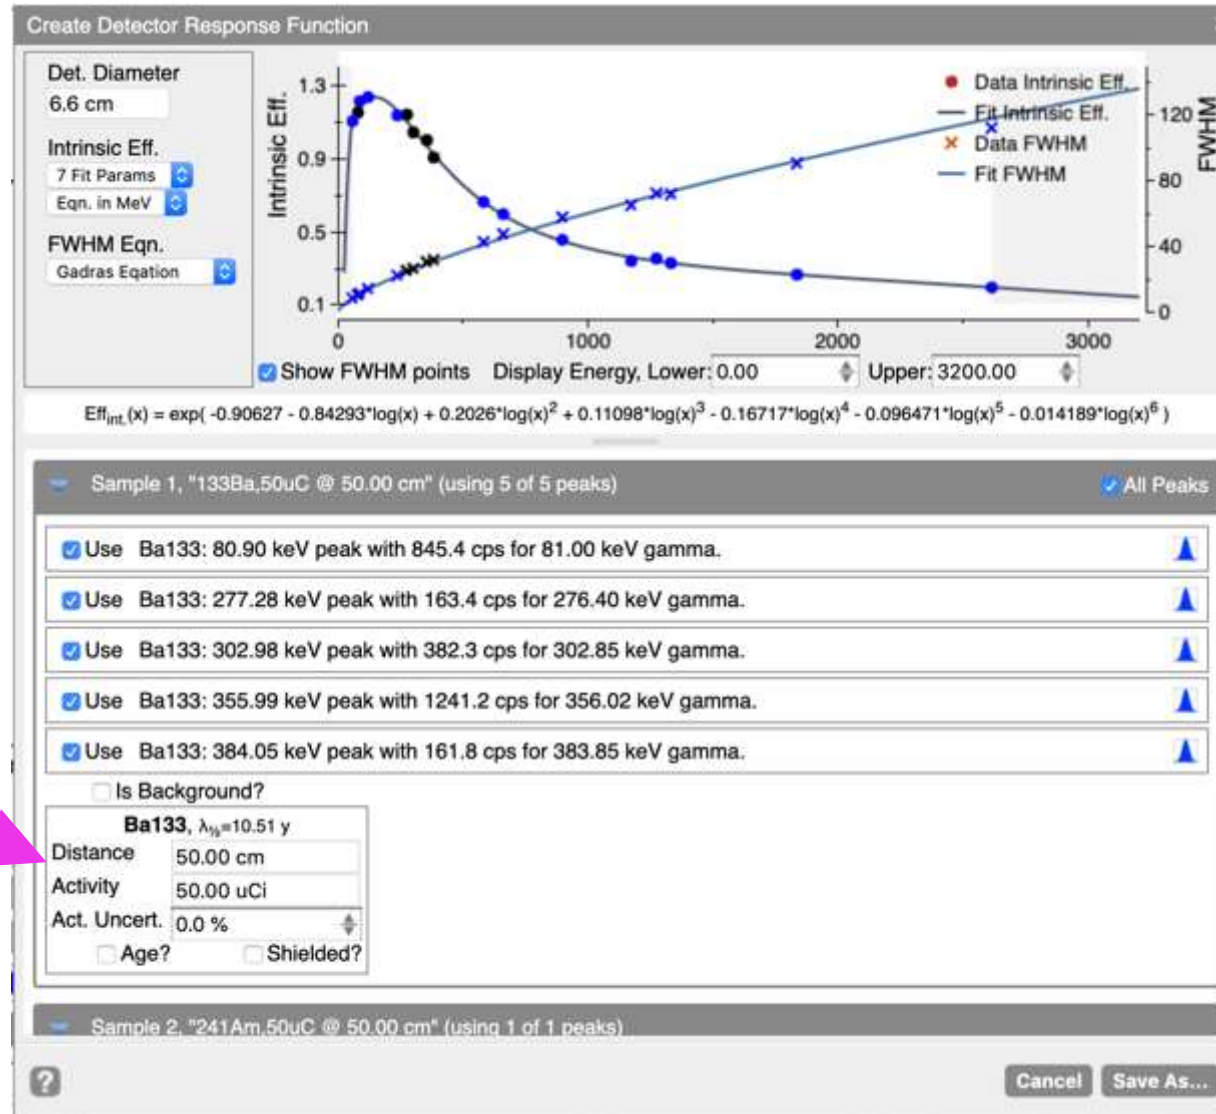 Create Detector Response Function
Det. Diameter
6.6 cm
Intrinsic Eff.
7 Fit Params
Eqn. in MeV
FWHM Eqn.
Gadras Eqation
Intrinsic Eff.
1.3
0.9
0.5
0.1
0
1000
2000
3000
120
80
40
0
FWHM
Data Intrinsic Eff.
Fit Intrinsic Eff.
Data FWHM
Fit FWHM
Show FWHM points Display Energy, Lower: 0.00 Upper: 3200.00
Eff_int.(x) = exp( -0.90627 - 0.84293*log(x) + 0.2026*log(x)^2 + 0.11098*log(x)^3 - 0.16717*log(x)^4 - 0.096471*log(x)^5 - 0.014189*log(x)^6 )
Sample 1, "133Ba,50uC @ 50.00 cm" (using 5 of 5 peaks) All Peaks
Use Ba133: 80.90 keV peak with 845.4 cps for 81.00 keV gamma.
Use Ba133: 277.28 keV peak with 163.4 cps for 276.40 keV gamma.
Use Ba133: 302.98 keV peak with 382.3 cps for 302.85 keV gamma.
Use Ba133: 355.99 keV peak with 1241.2 cps for 356.02 keV gamma.
Use Ba133: 384.05 keV peak with 161.8 cps for 383.85 keV gamma.
Is Background?
Ba133, λ½=10.51 y
Distance 50.00 cm
Activity 50.00 uCi
Act. Uncert. 0.0 %
Age? Shielded?
Sample 2, "241Am,50uC @ 50.00 cm" (using 1 of 1 peaks)
?
Cancel Save As...